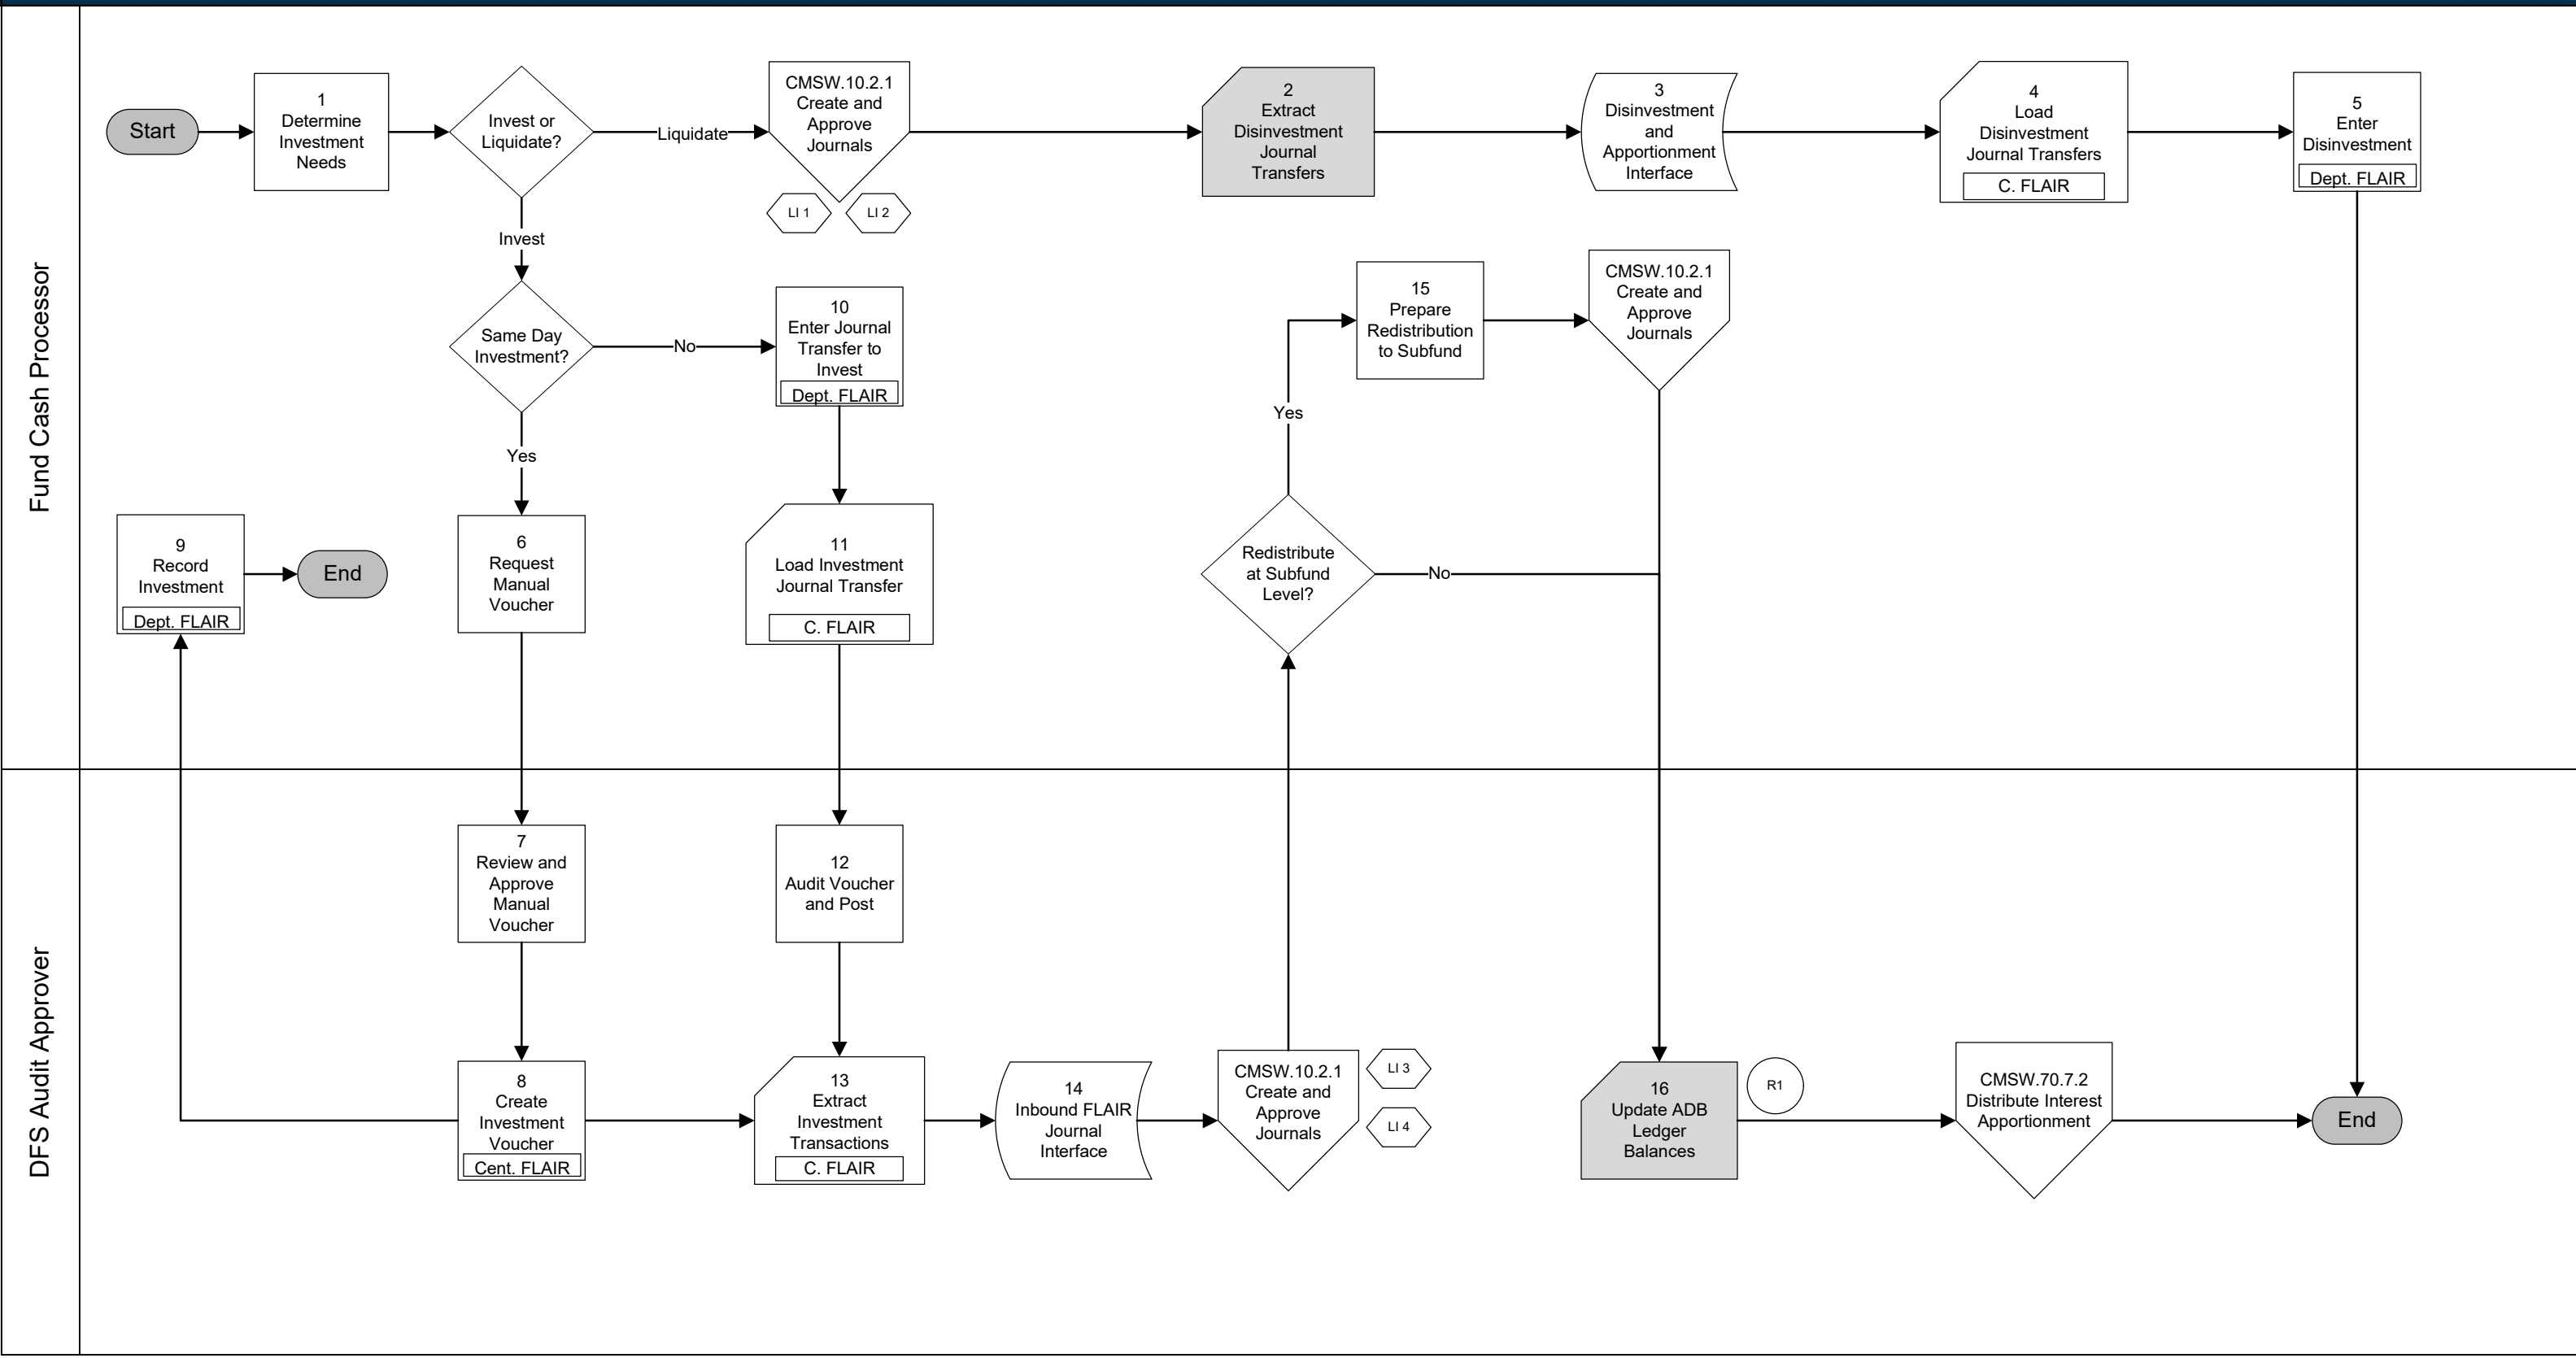 Fund Cash Processor
Start
1
Determine
Investment
Needs
Invest or
Liquidate?
Liquidate
CMSW.10.2.1
Create and
Approve
Journals
LI 1
LI 2
2
Extract
Disinvestment
Journal
Transfers
3
Disinvestment
and
Apportionment
Interface
4
Load
Disinvestment
Journal Transfers
C. FLAIR
5
Enter
Disinvestment
Dept. FLAIR
Invest
Same Day
Investment?
No
10
Enter Journal
Transfer to
Invest
Dept. FLAIR
15
Prepare
Redistribution
to Subfund
CMSW.10.2.1
Create and
Approve
Journals
Yes
Yes
9
Record
Investment
Dept. FLAIR
End
6
Request
Manual
Voucher
11
Load Investment
Journal Transfer
C. FLAIR
Redistribute
at Subfund
Level?
No
DFS Audit Approver
7
Review and
Approve
Manual
Voucher
12
Audit Voucher
and Post
8
Create
Investment
Voucher
Cent. FLAIR
13
Extract
Investment
Transactions
C. FLAIR
14
Inbound FLAIR
Journal
Interface
CMSW.10.2.1
Create and
Approve
Journals
LI 3
LI 4
16
Update ADB
Ledger
Balances
R1
CMSW.70.7.2
Distribute Interest
Apportionment
End